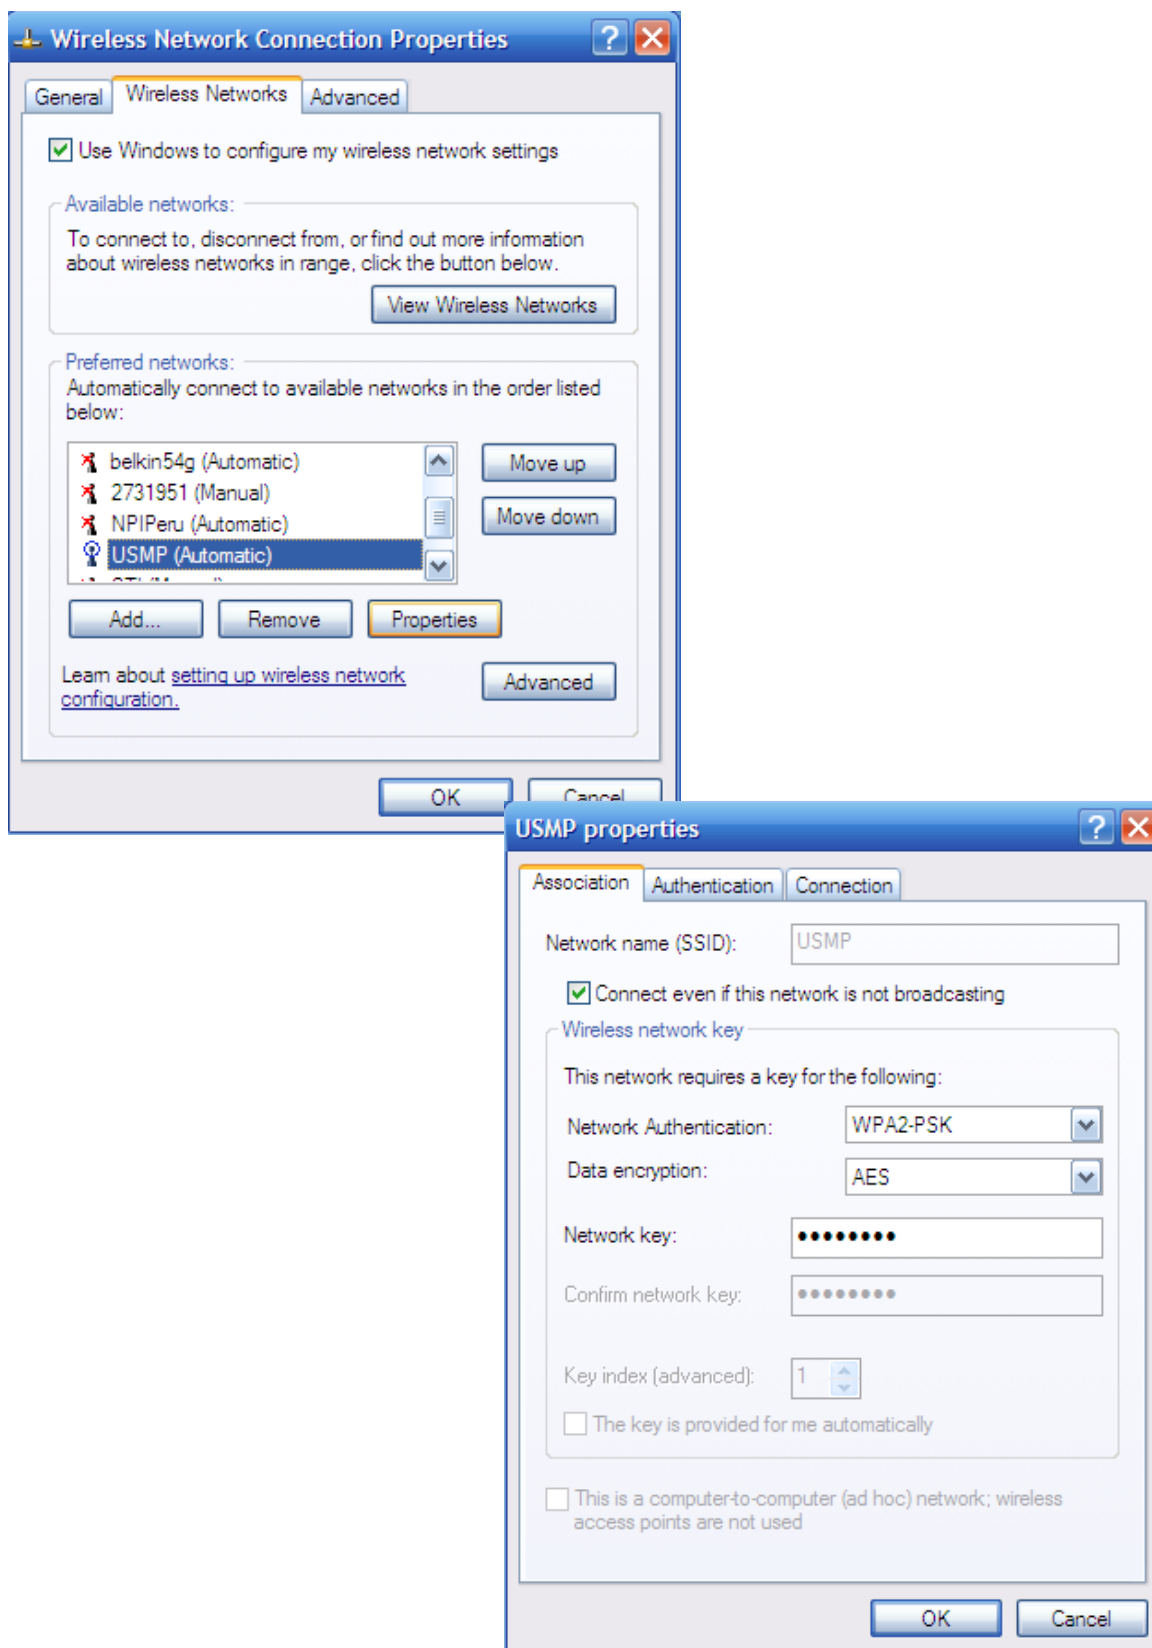 Wireless Network Connection Properties
General
Wireless Networks
Advanced
Use Windows to configure my wireless network settings
Available networks:
To connect to, disconnect from, or find out more information
about wireless networks in range, click the button below.
View Wireless Networks
Preferred networks:
Automatically connect to available networks in the order listed
below:
belkin54g (Automatic)
2731951 (Manual)
NPIPeru (Automatic)
USMP (Automatic)
Move up
Move down
Add...
Remove
Properties
Learn about setting up wireless network
configuration.
Advanced
OK
Cancel
USMP properties
Association
Authentication
Connection
Network name (SSID):
USMP
Connect even if this network is not broadcasting
Wireless network key
This network requires a key for the following:
Network Authentication:
WPA2-PSK
Data encryption:
AES
Network key:
••••••••
Confirm network key:
••••••••
Key index (advanced):
1
The key is provided for me automatically
This is a computer-to-computer (ad hoc) network; wireless
access points are not used
OK
Cancel